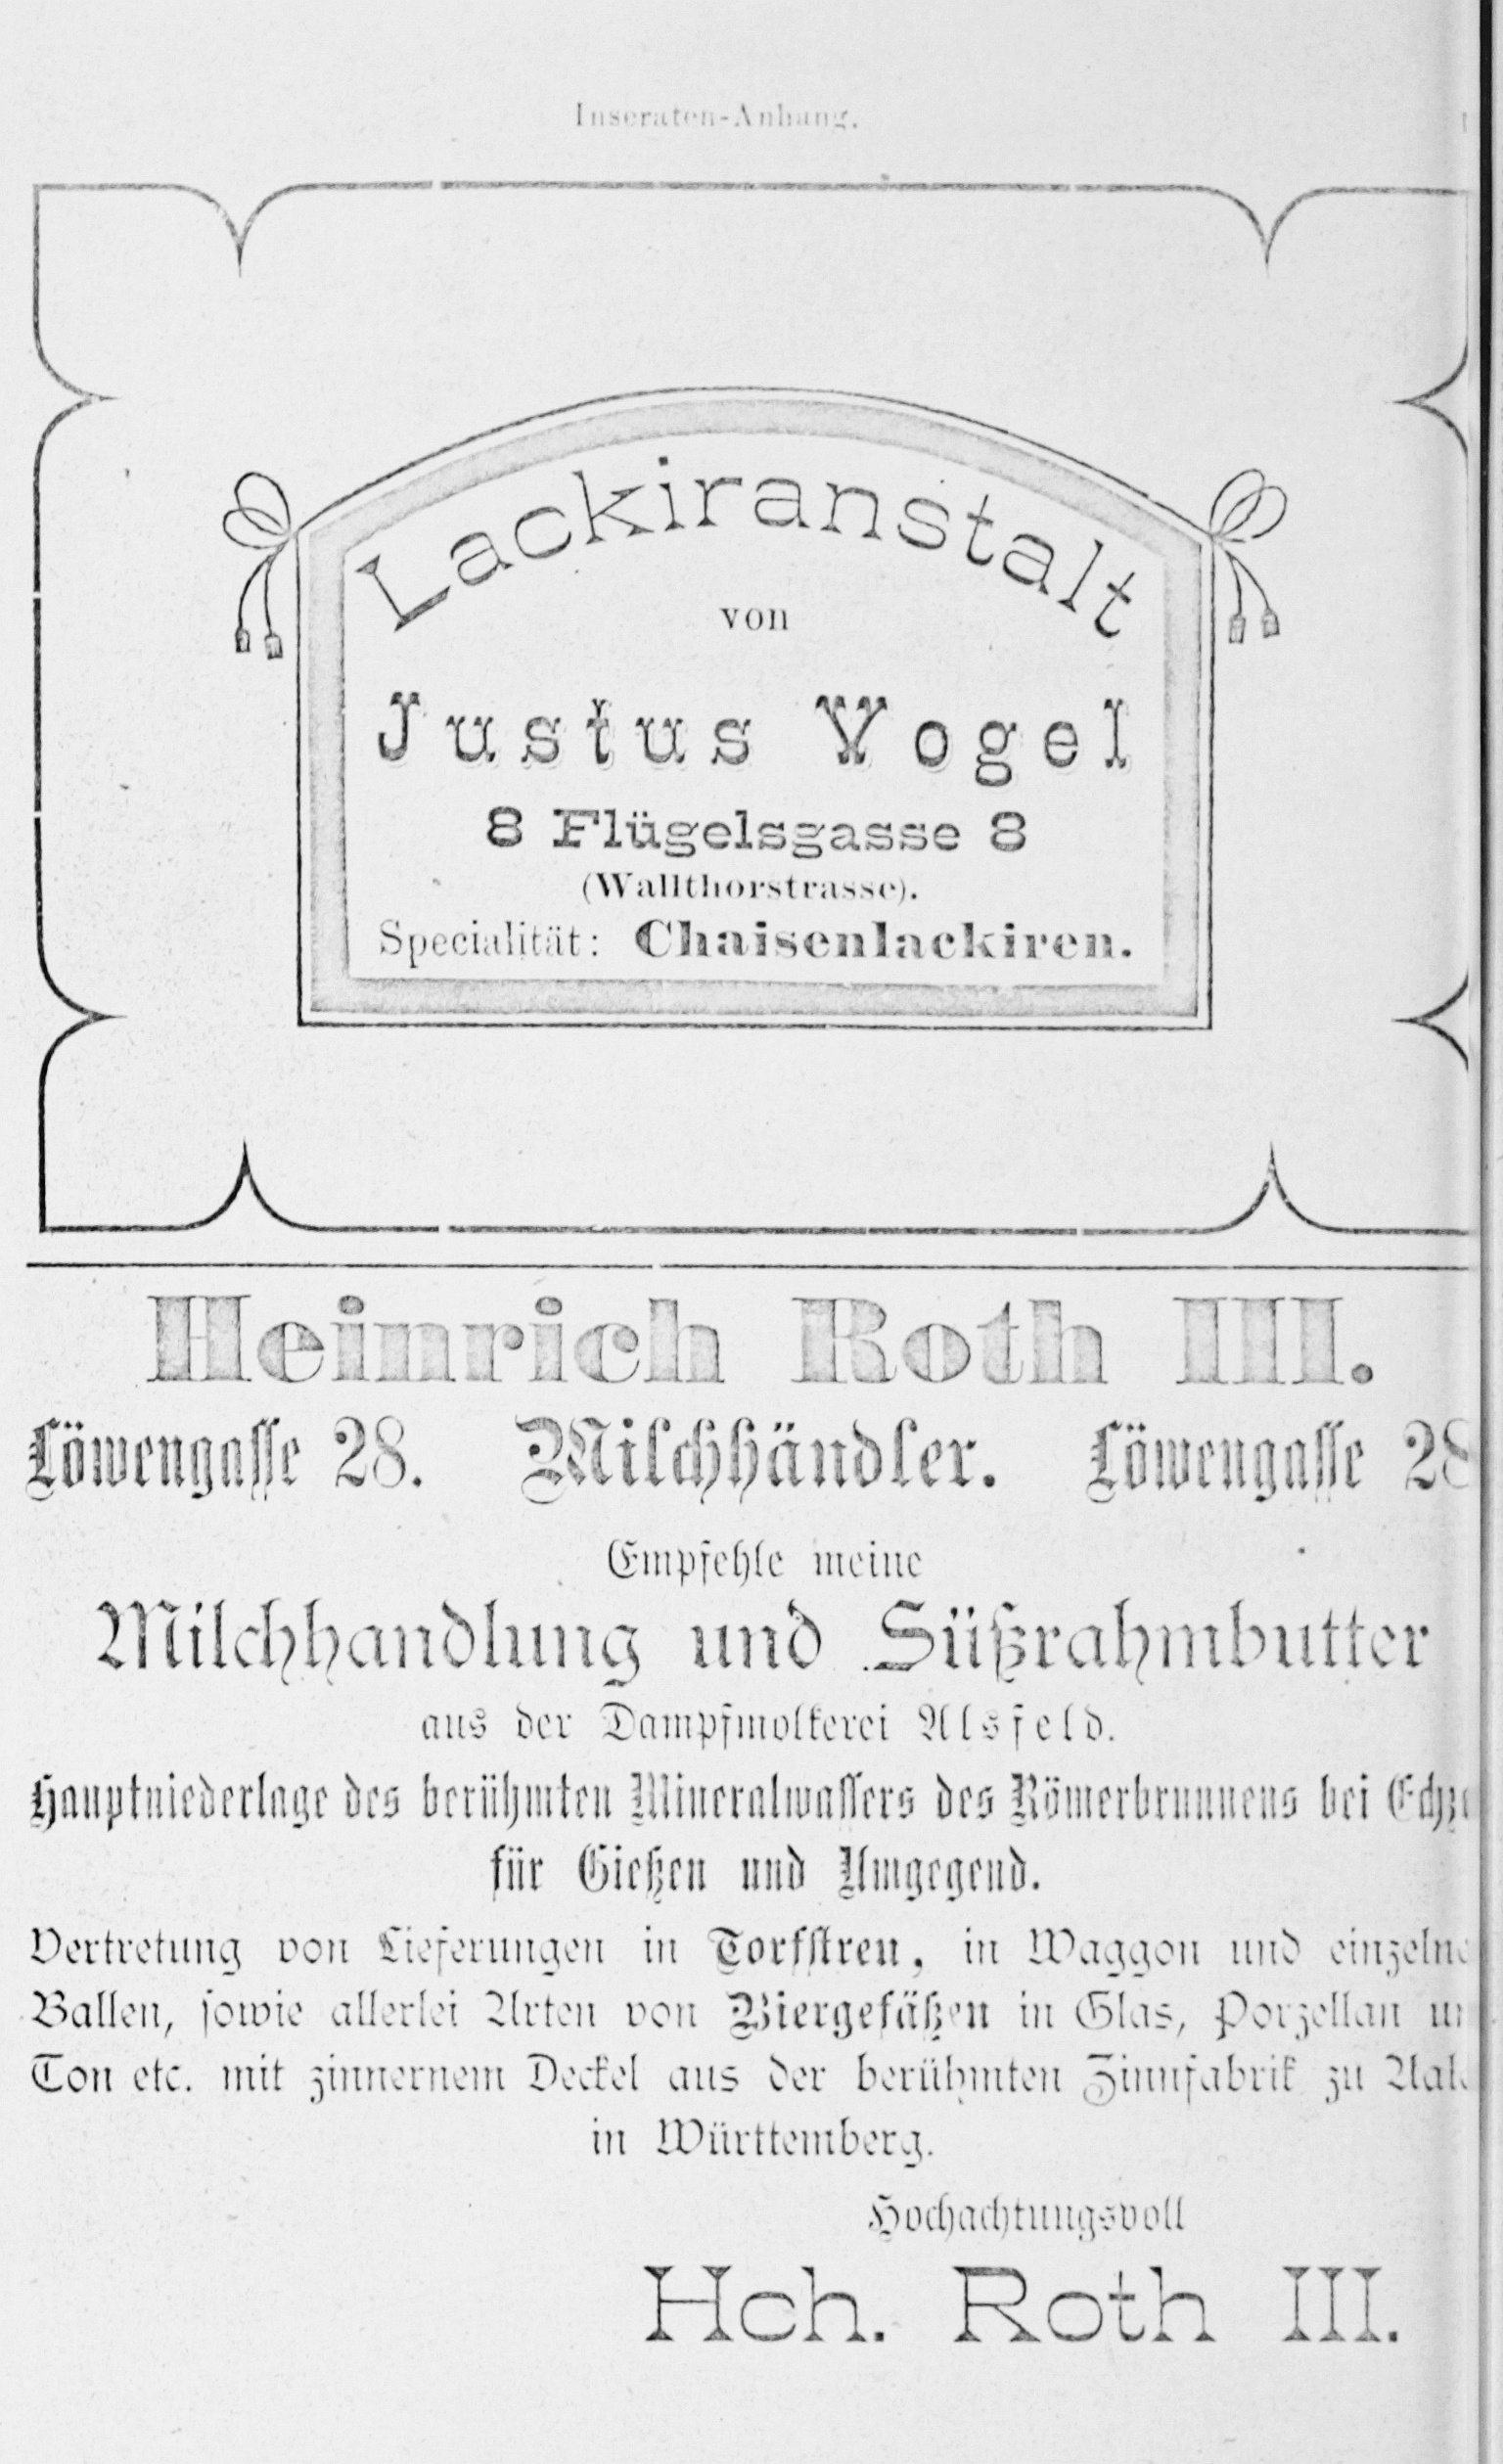 Inseraten-Anhang.
Lackiranstalt
von
Justus Vogel
8 Flügelsgasse 8
(Wallthorstrasse).
Specialität: Chaisenlackiren.
Heinrich Roth III.
Löwengasse 28. Milchhändler. Löwengasse 28
Empfehle meine
Milchhandlung und Süßrahmbutter
aus der Dampfmolkerei Alsfeld.
Hauptniederlage des berühmten Mineralwassers des Römerbrunnens bei
für Gießen und Umgegend.
Vertretung von Lieferungen in Torfstreu, in Waggon und
Ballen, sowie allerlei Arten von Biergefäßen in Glas, Porzellan
Ton etc. mit zinnernem Deckel aus der berühmten Zinnfabrik zu
in Württemberg.
Hochachtungsvoll
Hch. Roth III.